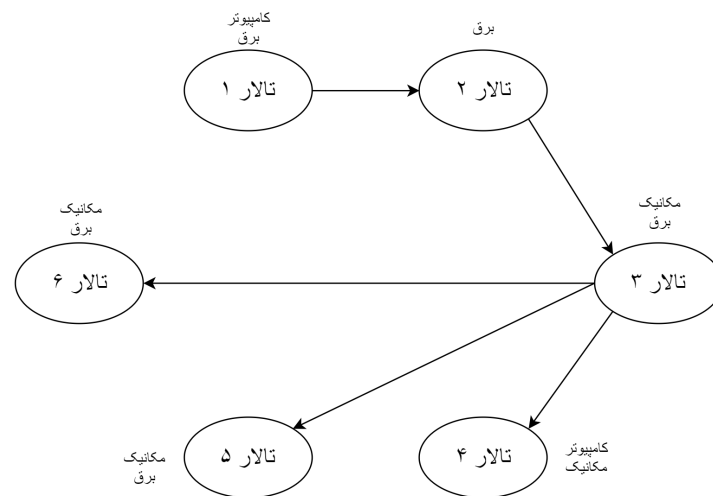 کامپیوتر
برق
تالار ۱
برق
تالار ۲
مکانیک
برق
تالار ۳
مکانیک
برق
تالار ۶
مکانیک
برق
تالار ۵
تالار ۴
کامپیوتر
مکانیک